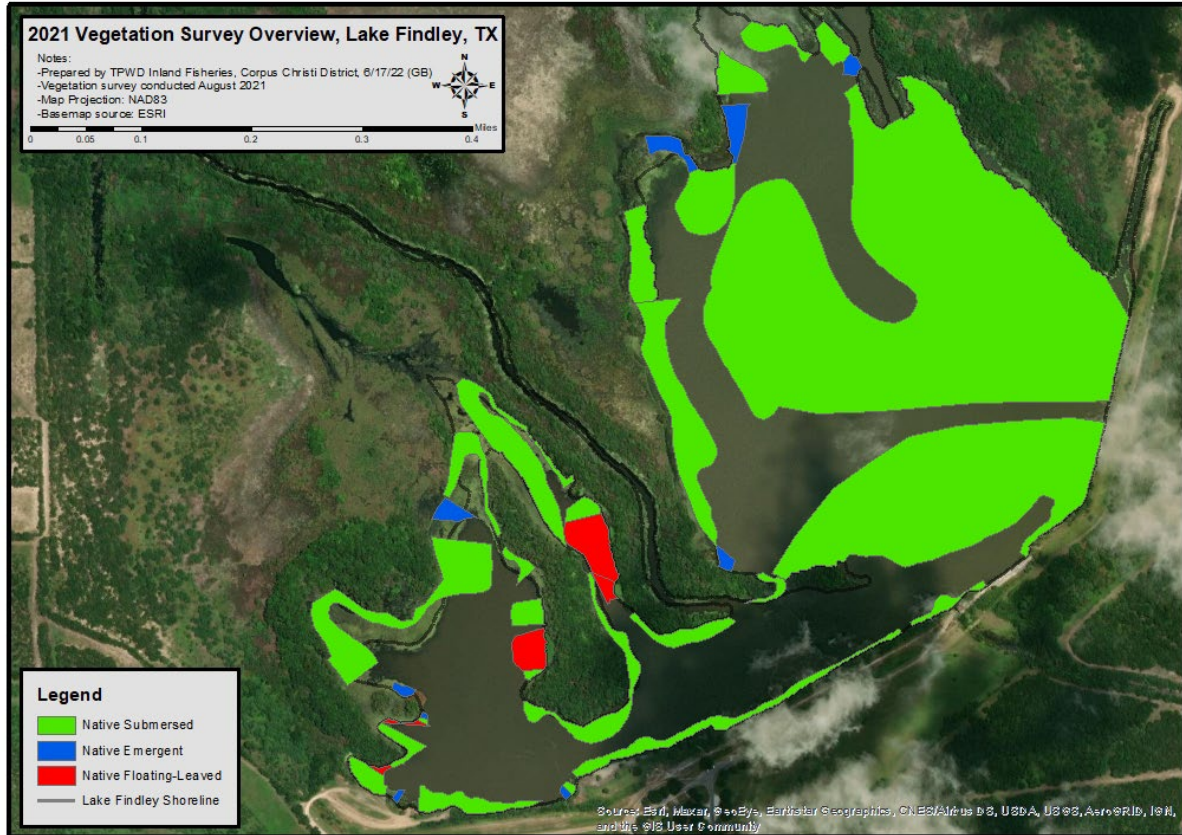 2021 Vegetation Survey Overview, Lake Findley, TX
Notes:
-Prepared by TPWD Inland Fisheries, Corpus Christi District, 6/17/22 (GB)
-Vegetation survey conducted August 2021
-Map Projection: NAD83
-Basemap source: ESRI
N
W E
S
Miles
0 0.05 0.1 0.2 0.3 0.4
Legend
Native Submersed
Native Emergent
Native Floating-Leaved
Lake Findley Shoreline
Source: Esri, Maxar, GeoEye, Earthstar Geographics, CNES/Airbus DS, USDA, USGS, AeroGRID, IGN,
and the GIS User Community